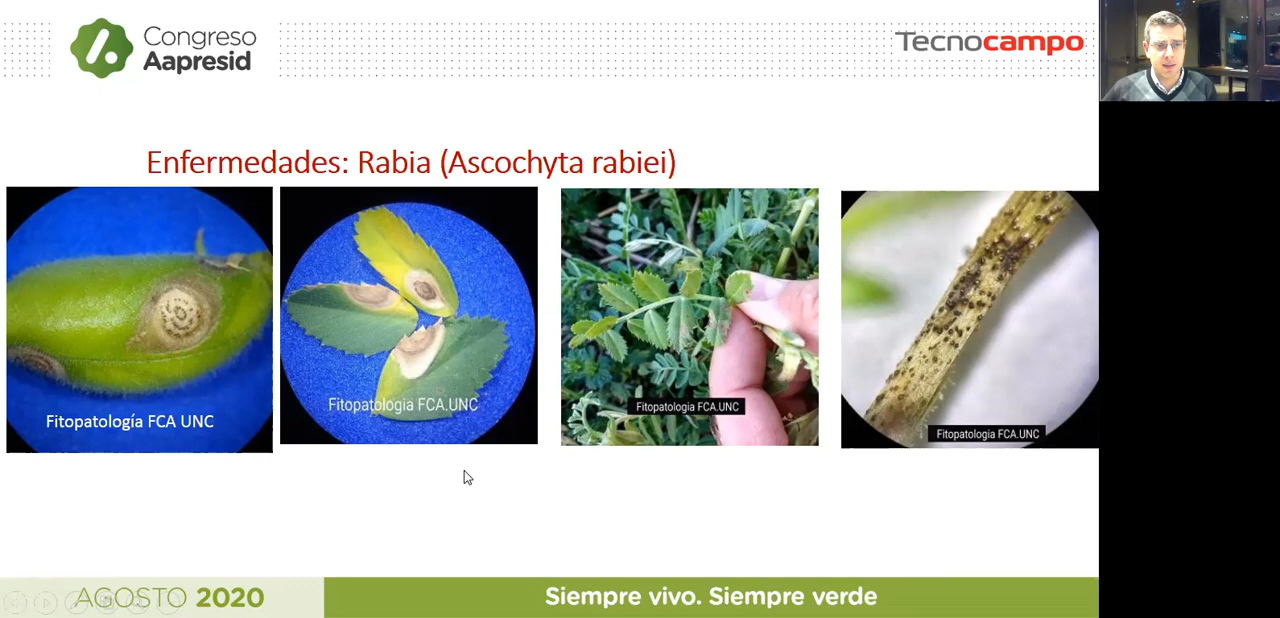 Congreso
Aapresid
Tecnocampo
Enfermedades: Rabia (Ascochyta rabiei)
Fitopatología FCA UNC
Fitopatologia FCA.UNC
Fitopatologia FCA.UNC
Fitopatologia FCA.UNC
AGOSTO 2020
Siempre vivo. Siempre verde